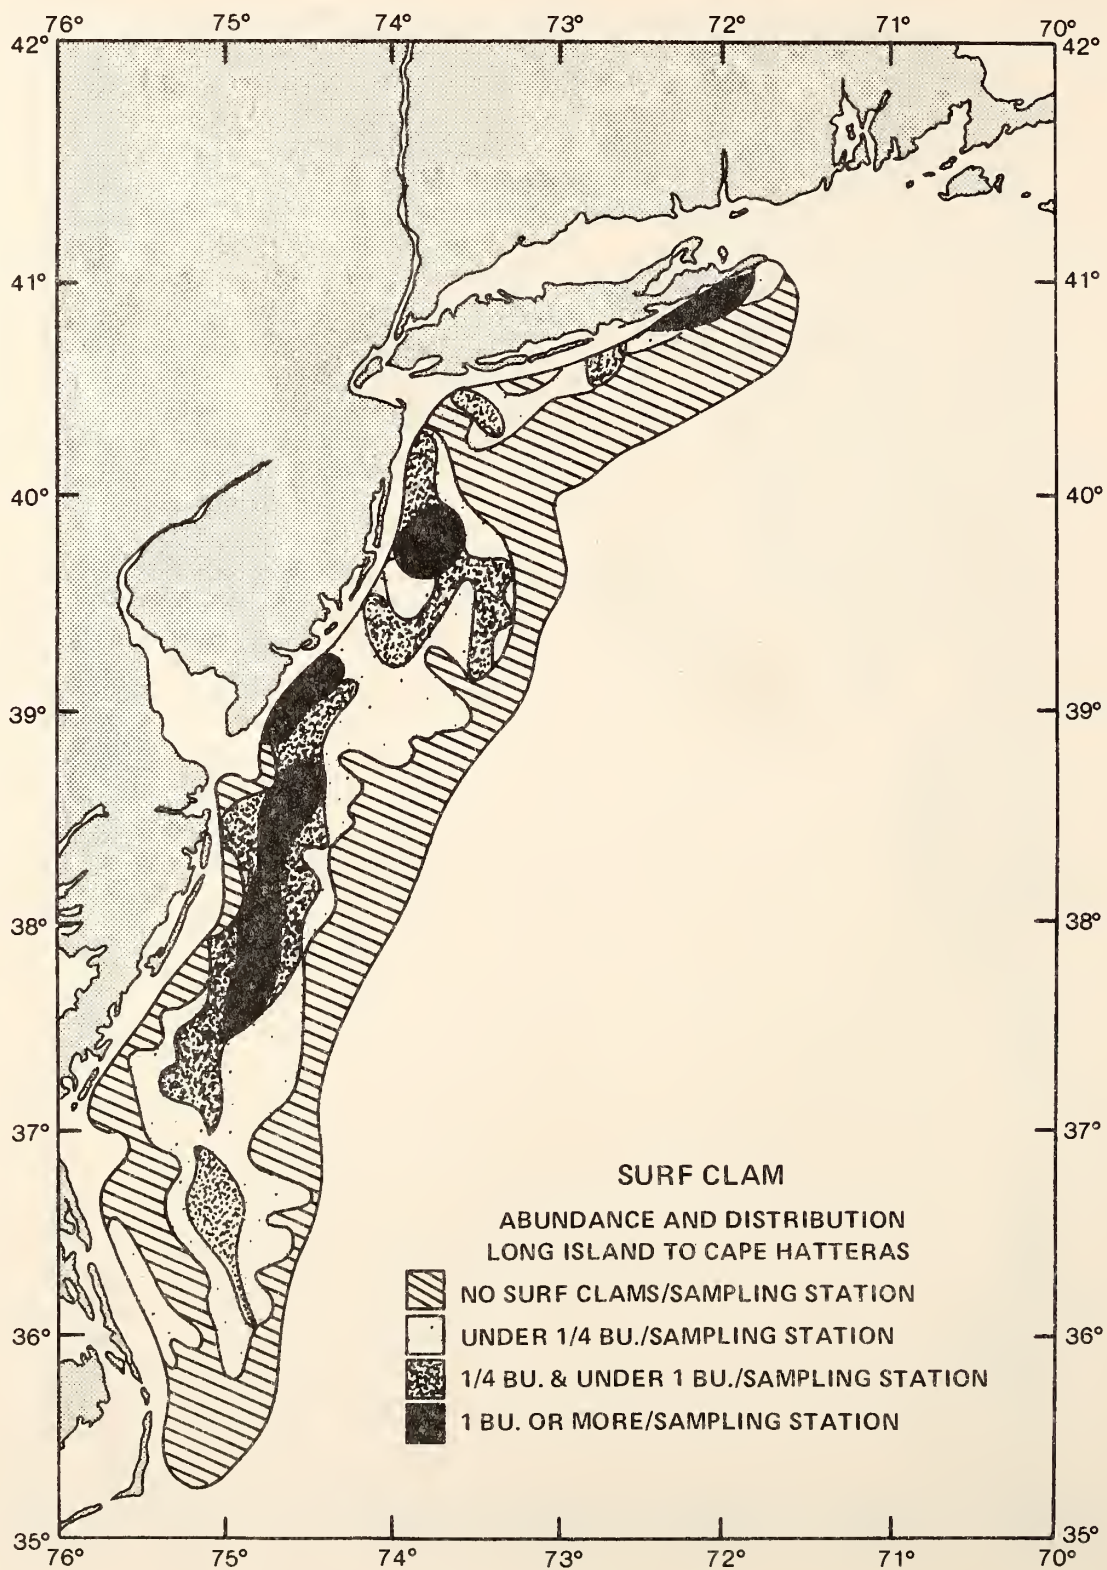 76° 75° 74° 73° 72° 71° 70°
42° 42°
41° 41°
40° 40°
39° 39°
38° 38°
37° 37°
SURF CLAM
ABUNDANCE AND DISTRIBUTION
LONG ISLAND TO CAPE HATTERAS
NO SURF CLAMS/SAMPLING STATION
36° UNDER 1/4 BU./SAMPLING STATION 36°
1/4 BU. & UNDER 1 BU./SAMPLING STATION
1 BU. OR MORE/SAMPLING STATION
35° 35°
76° 75° 74° 73° 72° 71° 70°